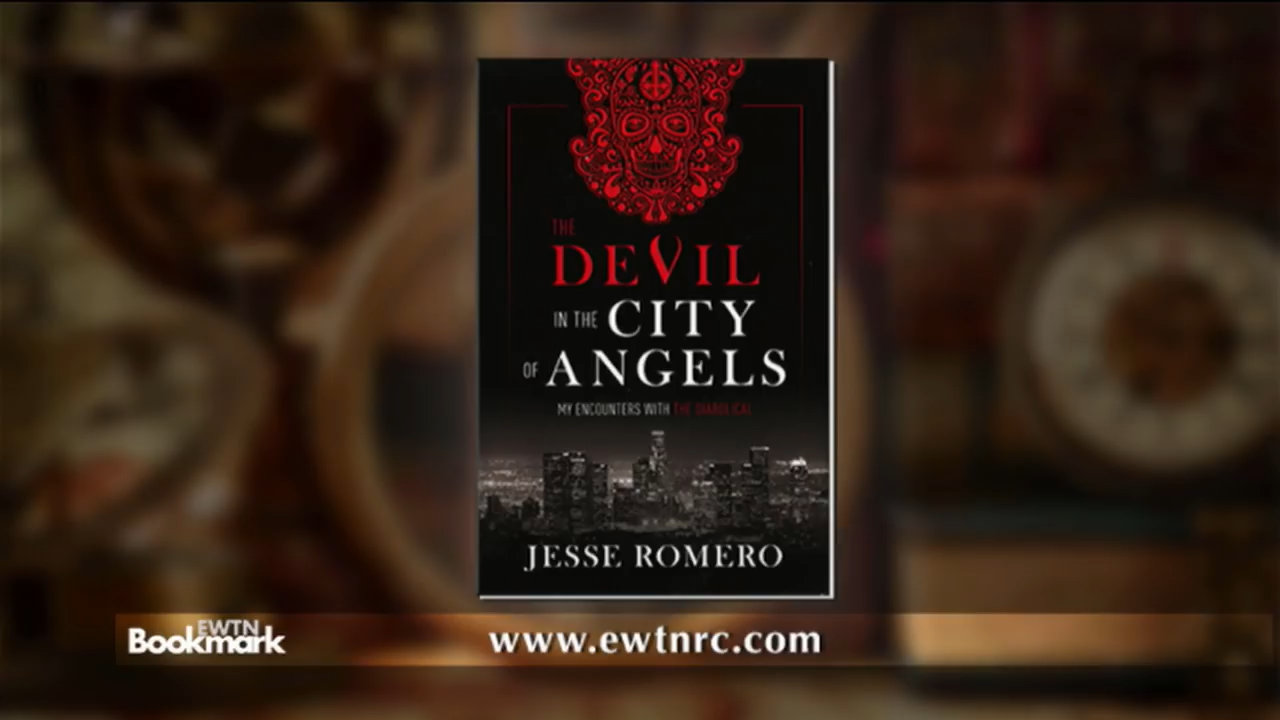 THE
DEVIL
IN THE CITY
OF ANGELS
MY ENCOUNTERS WITH THE DIABOLICAL
JESSE ROMERO
EWTN
Bookmark
www.ewtnrc.com